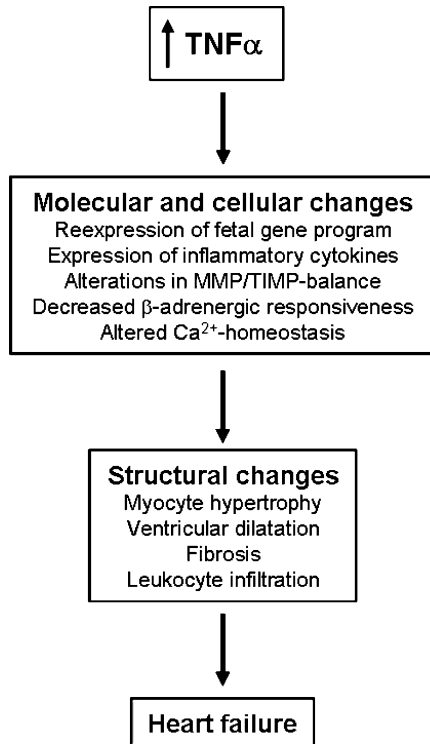 ↑ TNFα
Molecular and cellular changes
Reexpression of fetal gene program
Expression of inflammatory cytokines
Alterations in MMP/TIMP-balance
Decreased β-adrenergic responsiveness
Altered Ca²⁺-homeostasis
Structural changes
Myocyte hypertrophy
Ventricular dilatation
Fibrosis
Leukocyte infiltration
Heart failure